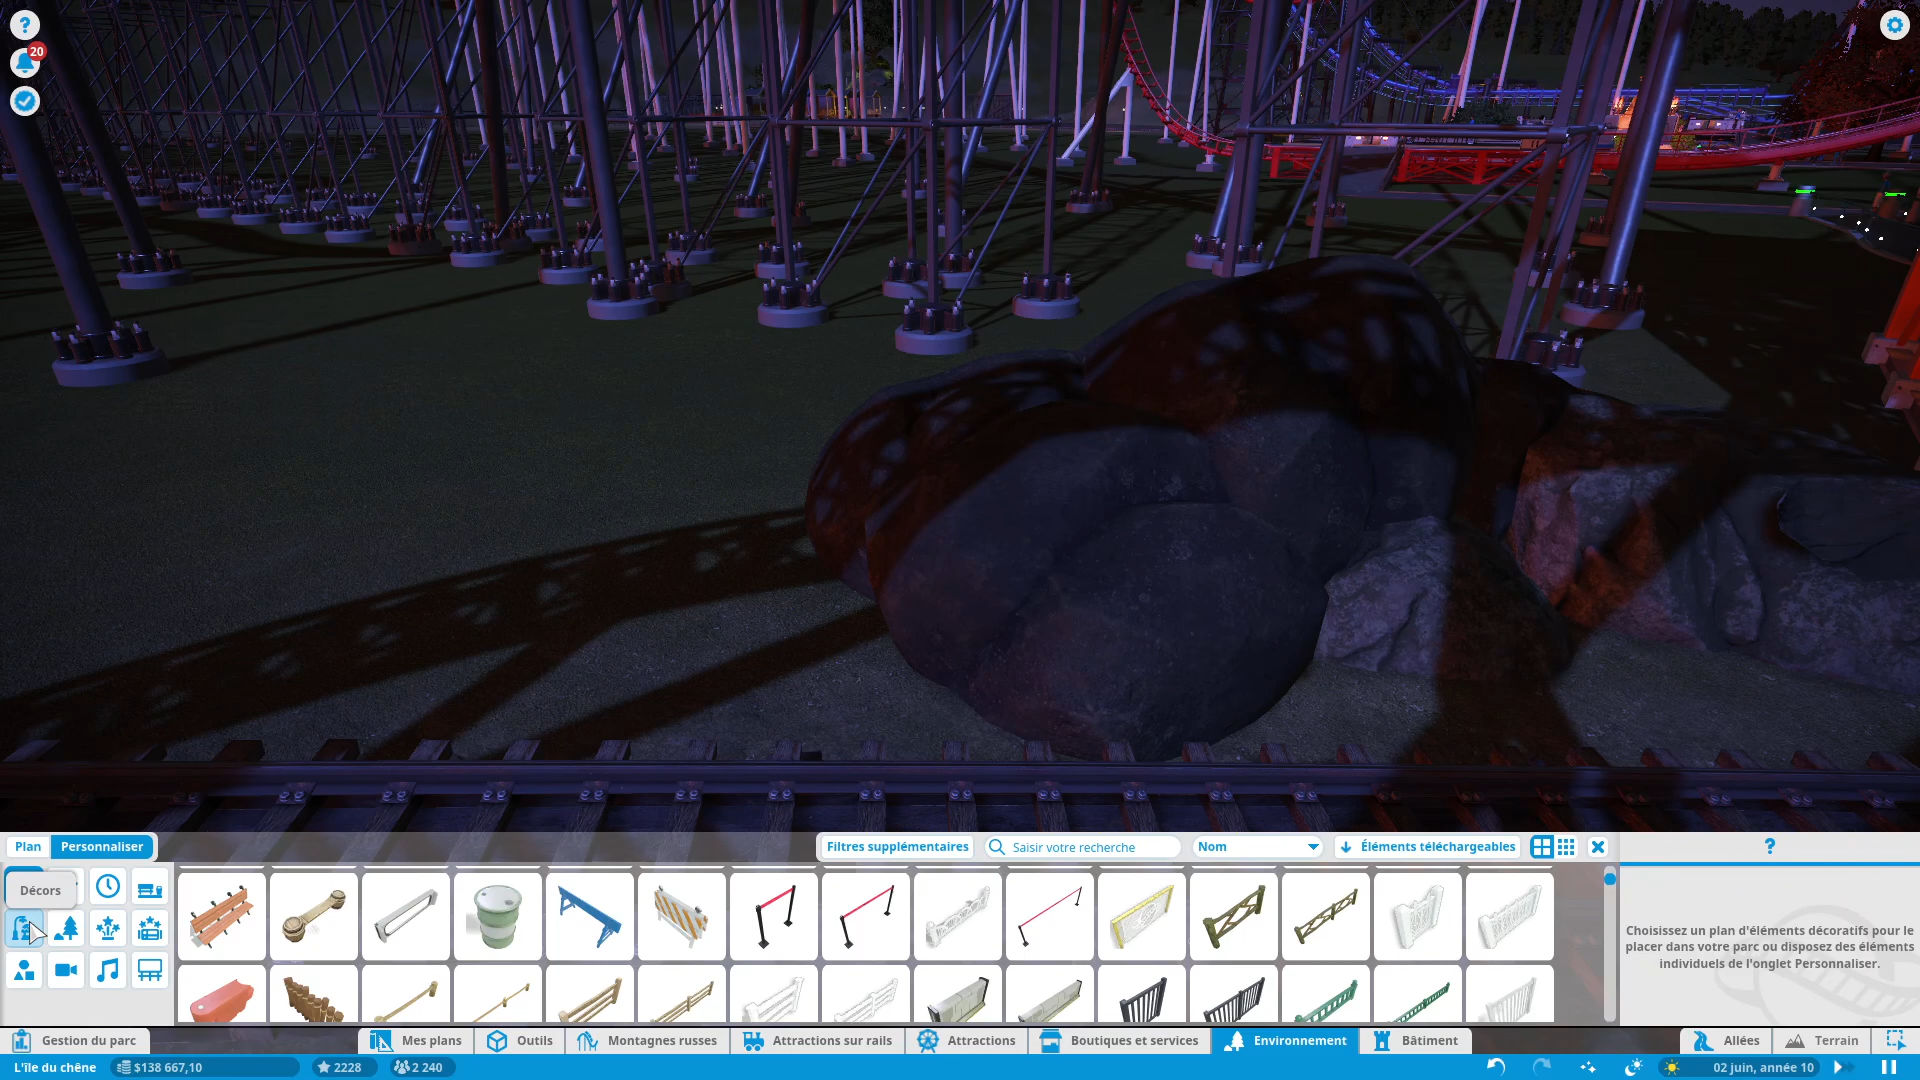 ?
20
Plan
Personnaliser
Filtres supplémentaires
Saisir votre recherche
Nom
Éléments téléchargeables
?
Décors
Choisissez un plan d'éléments décoratifs pour le
placer dans votre parc ou disposez des éléments
individuels de l'onglet Personnaliser.
Gestion du parc
Mes plans
Outils
Montagnes russes
Attractions sur rails
Attractions
Boutiques et services
Environnement
Bâtiment
Allées
Terrain
L'île du chêne
$138 667,10
2228
2 240
02 juin, année 10